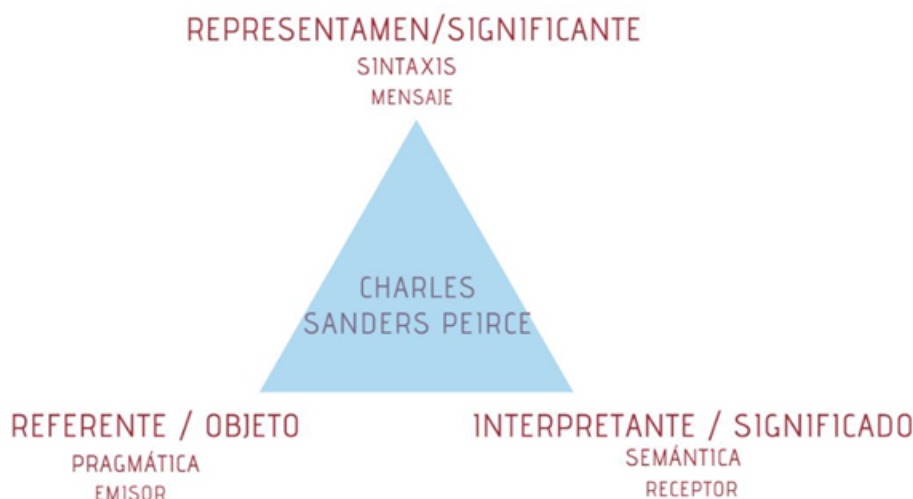 REPRESENTAMEN/SIGNIFICANTE
SINTAXIS
MENSAJE
CHARLES
SANDERS PEIRCE
REFERENTE / OBJETO
PRAGMÁTICA
EMISOR
INTERPRETANTE / SIGNIFICADO
SEMÁNTICA
RECEPTOR